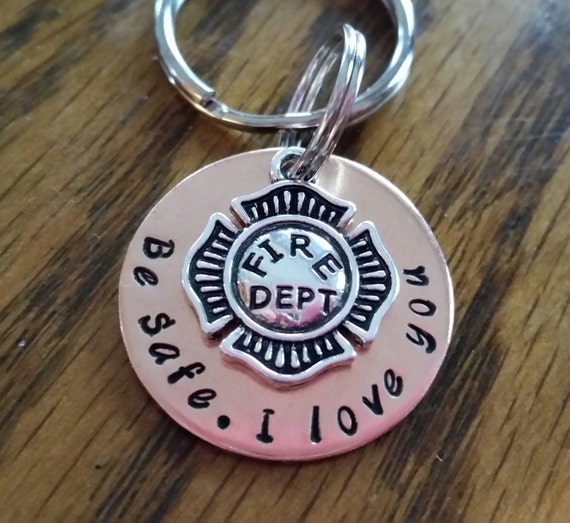 FIRE
DEPT
Be safe. I love you